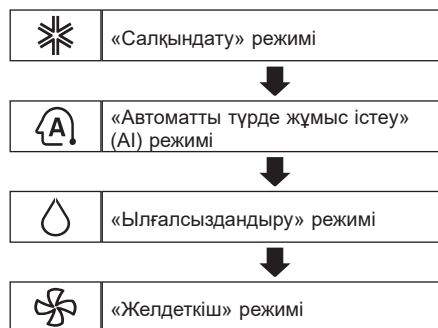 «Салқындату» режимі
A
«Автоматты түрде жұмыс істеу»
(AI) режимі
«Ылғалсыздандыру» режимі
«Желдеткіш» режимі